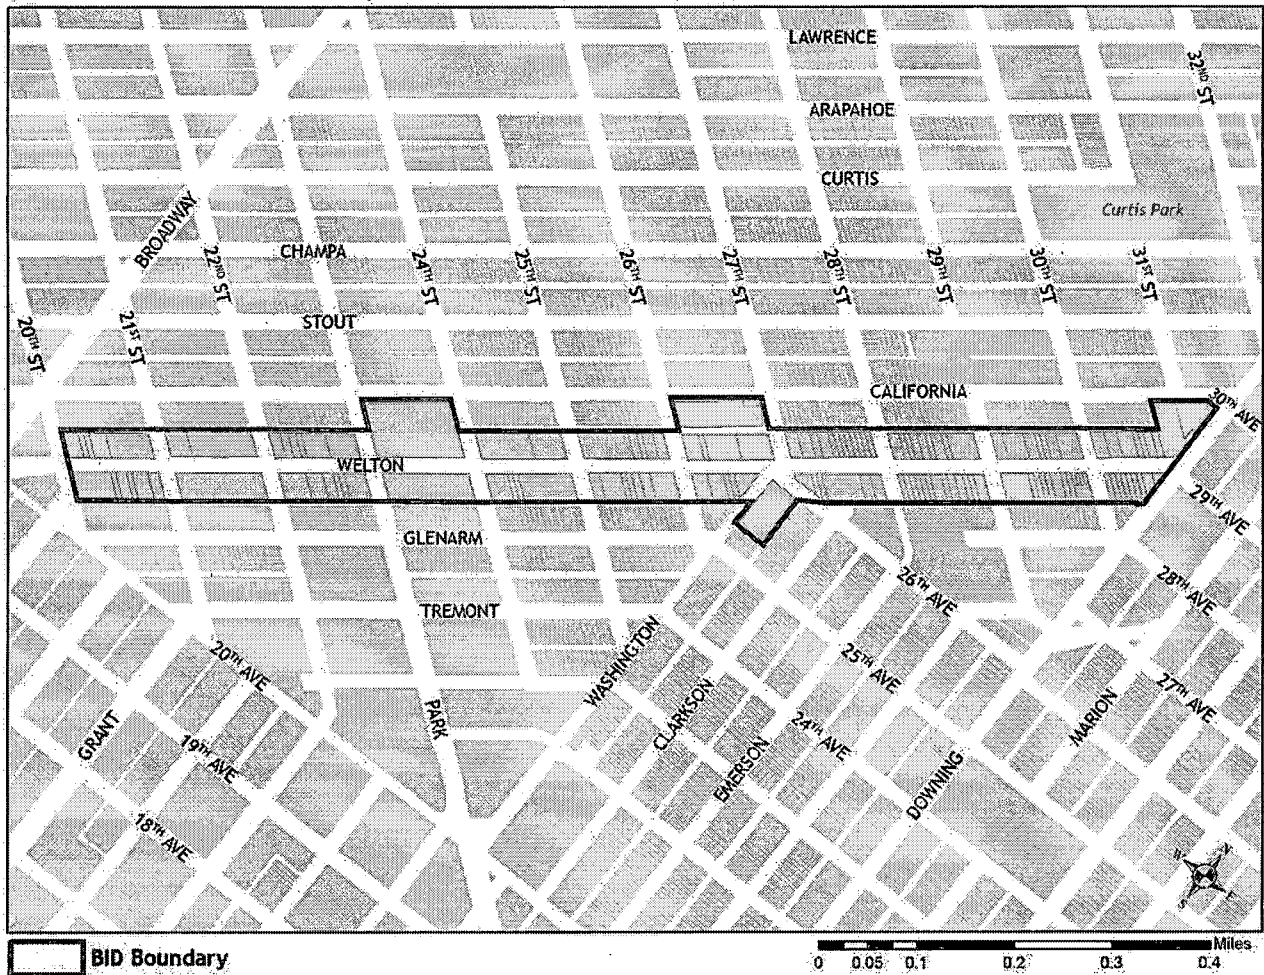 LAWRENCE
32ND ST
ARAPAHOE
CURTIS
Curtis Park
BROADWAY
CHAMPA
22ND ST
24TH ST
25TH ST
26TH ST
27TH ST
28TH ST
29TH ST
30TH ST
31ST ST
20TH ST
21ST ST
STOUT
CALIFORNIA
30TH AVE
WELTON
29TH AVE
GLENARM
26TH AVE
28TH AVE
TREMONT
WASHINGTON
20TH AVE
25TH AVE
27TH AVE
CLARKSON
PARK
MARION
GRANT
19TH AVE
24TH AVE
EMERSON
DOWNING
18TH AVE
N
E
S
BID Boundary
Miles
0 0.05 0.1 0.2 0.3 0.4